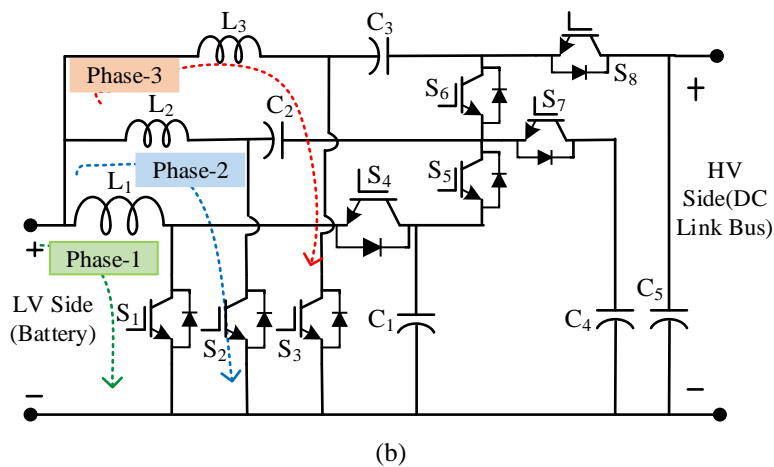 L₃
C₃
S₈
Phase-3
S₆
S₇
L₂
C₂
+
Phase-2
S₅
HV
Side(DC
Link Bus)
L₁
S₄
+
Phase-1
LV Side
(Battery)
S₁
S₂
S₃
C₁
C₄
C₅
−
−
(b)